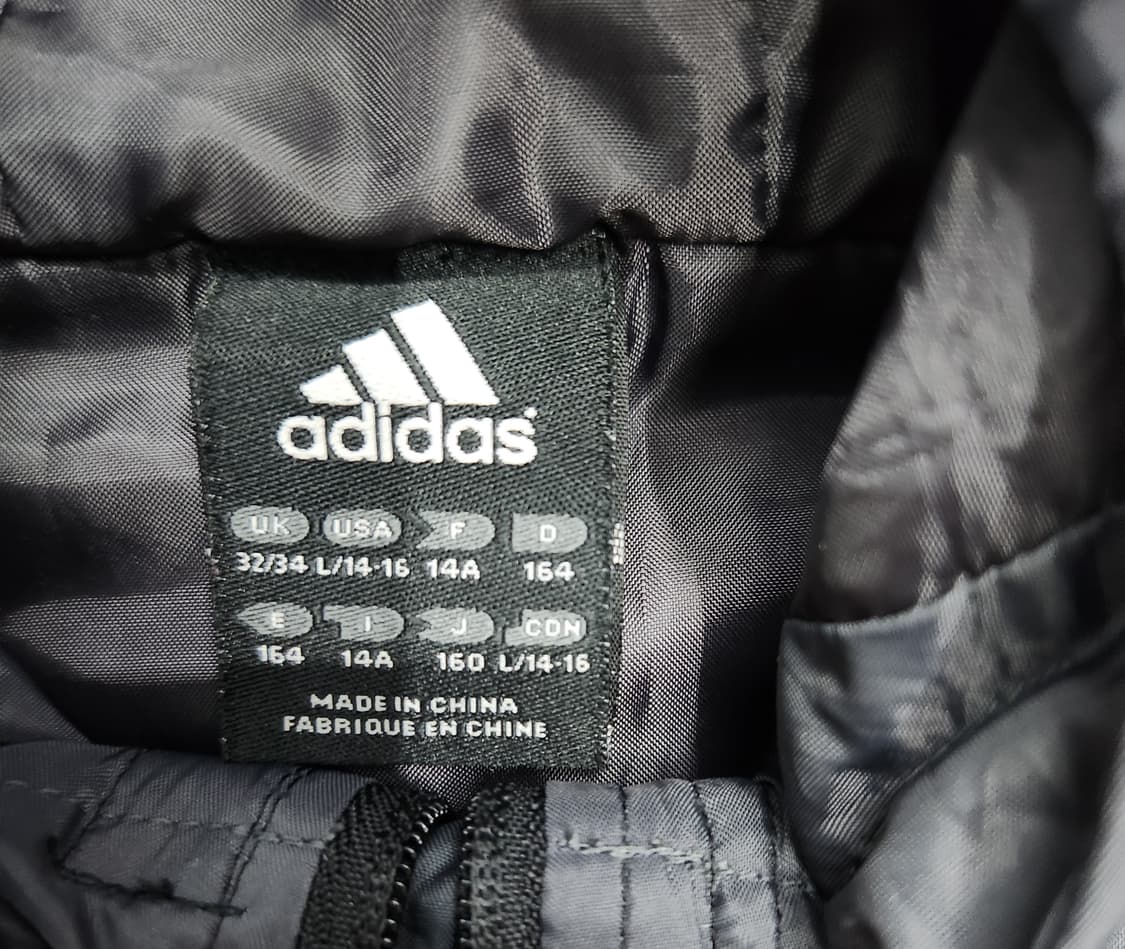 adidas
UK USA F D
32/34 L/14-16 14A 164
E I J CDN
164 14A 160 L/14-16
MADE IN CHINA
FABRIQUE EN CHINE